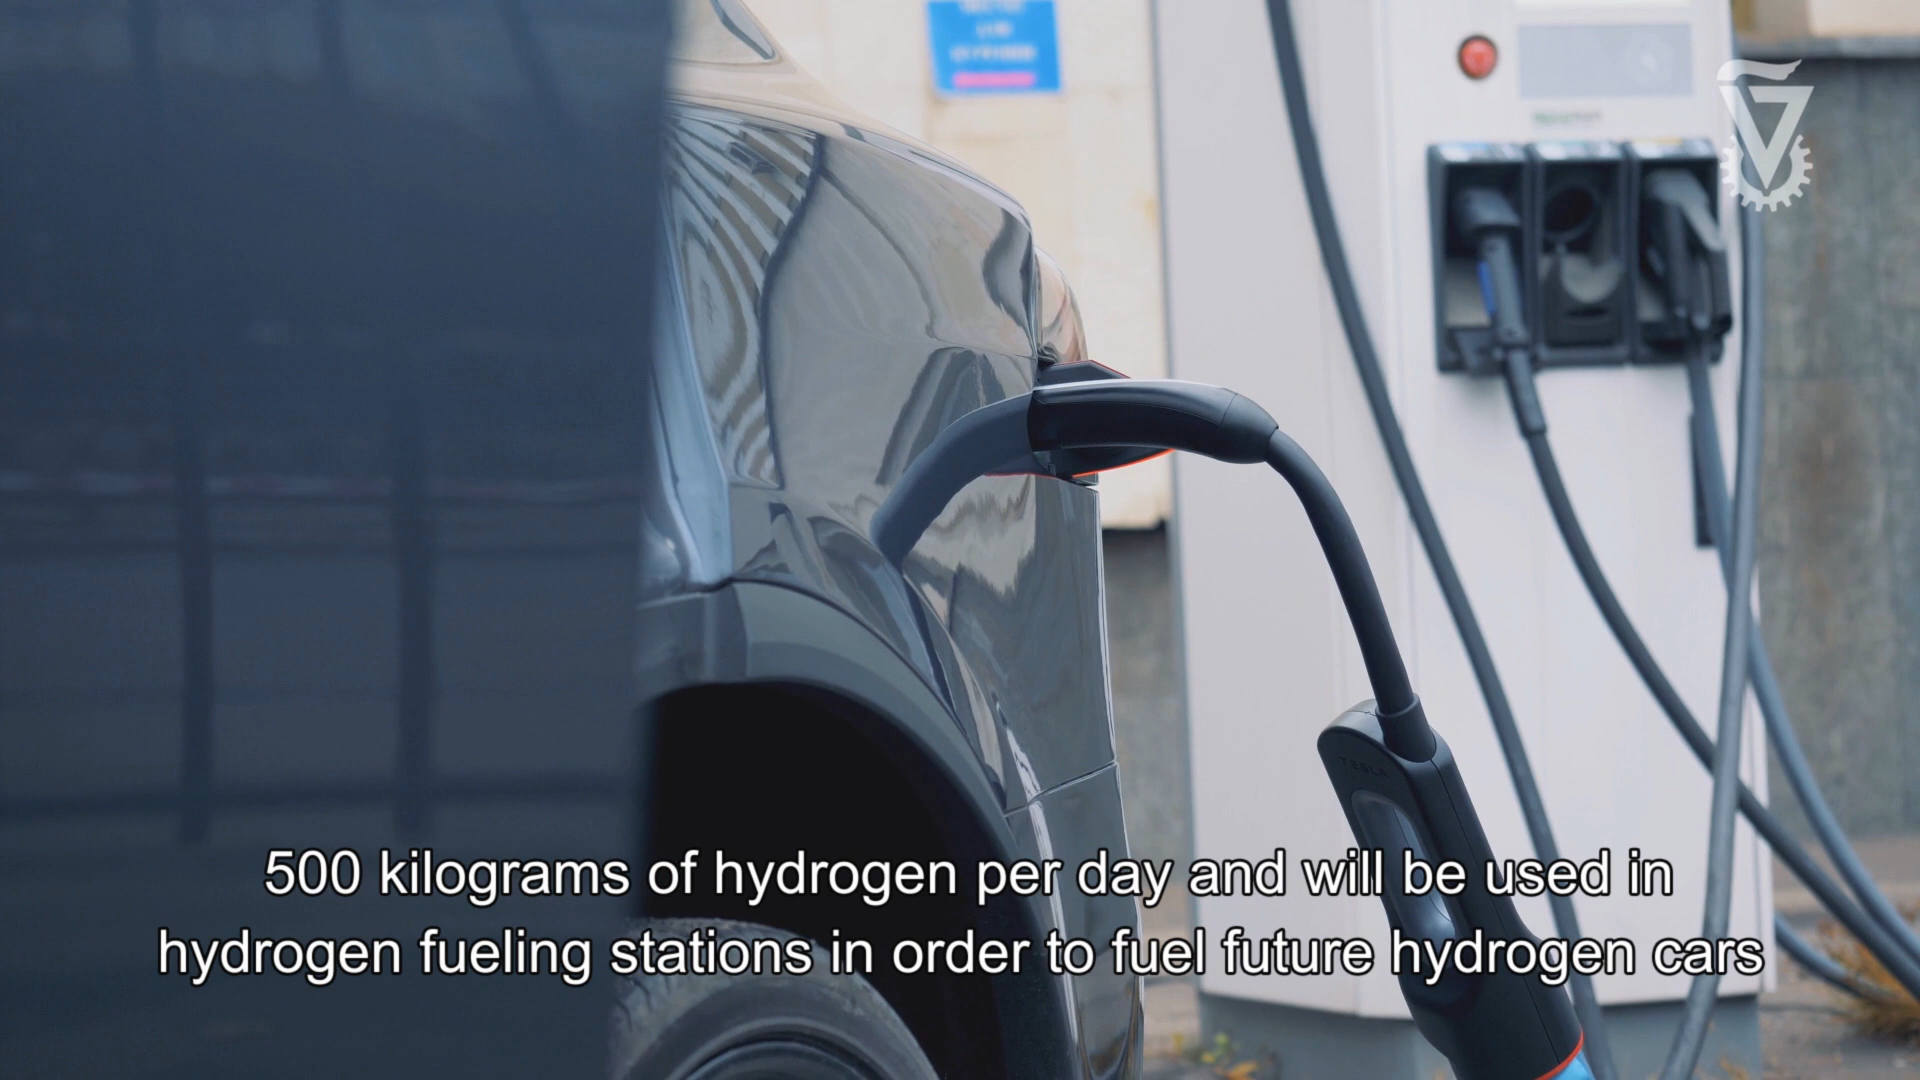 TESLA
500 kilograms of hydrogen per day and will be used in
hydrogen fueling stations in order to fuel future hydrogen cars